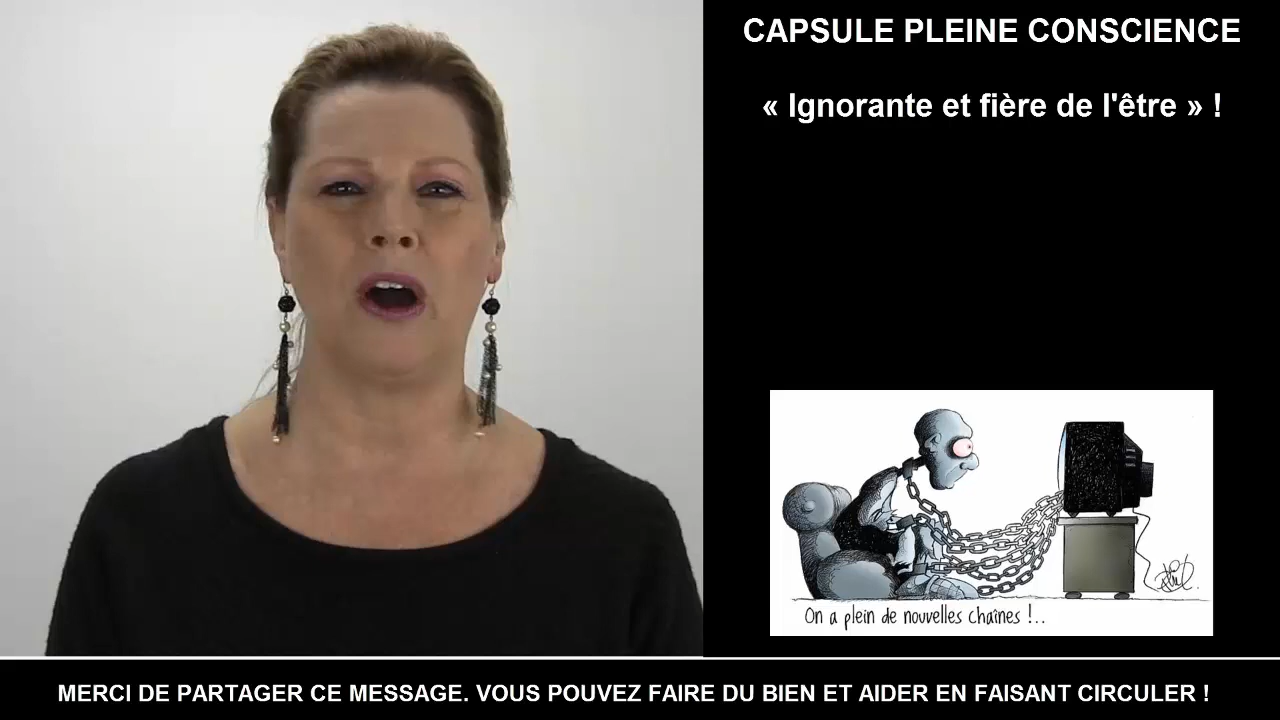 CAPSULE PLEINE CONSCIENCE
« Ignorante et fière de l'être » !
On a plein de nouvelles chaînes !..
MERCI DE PARTAGER CE MESSAGE. VOUS POUVEZ FAIRE DU BIEN ET AIDER EN FAISANT CIRCULER !